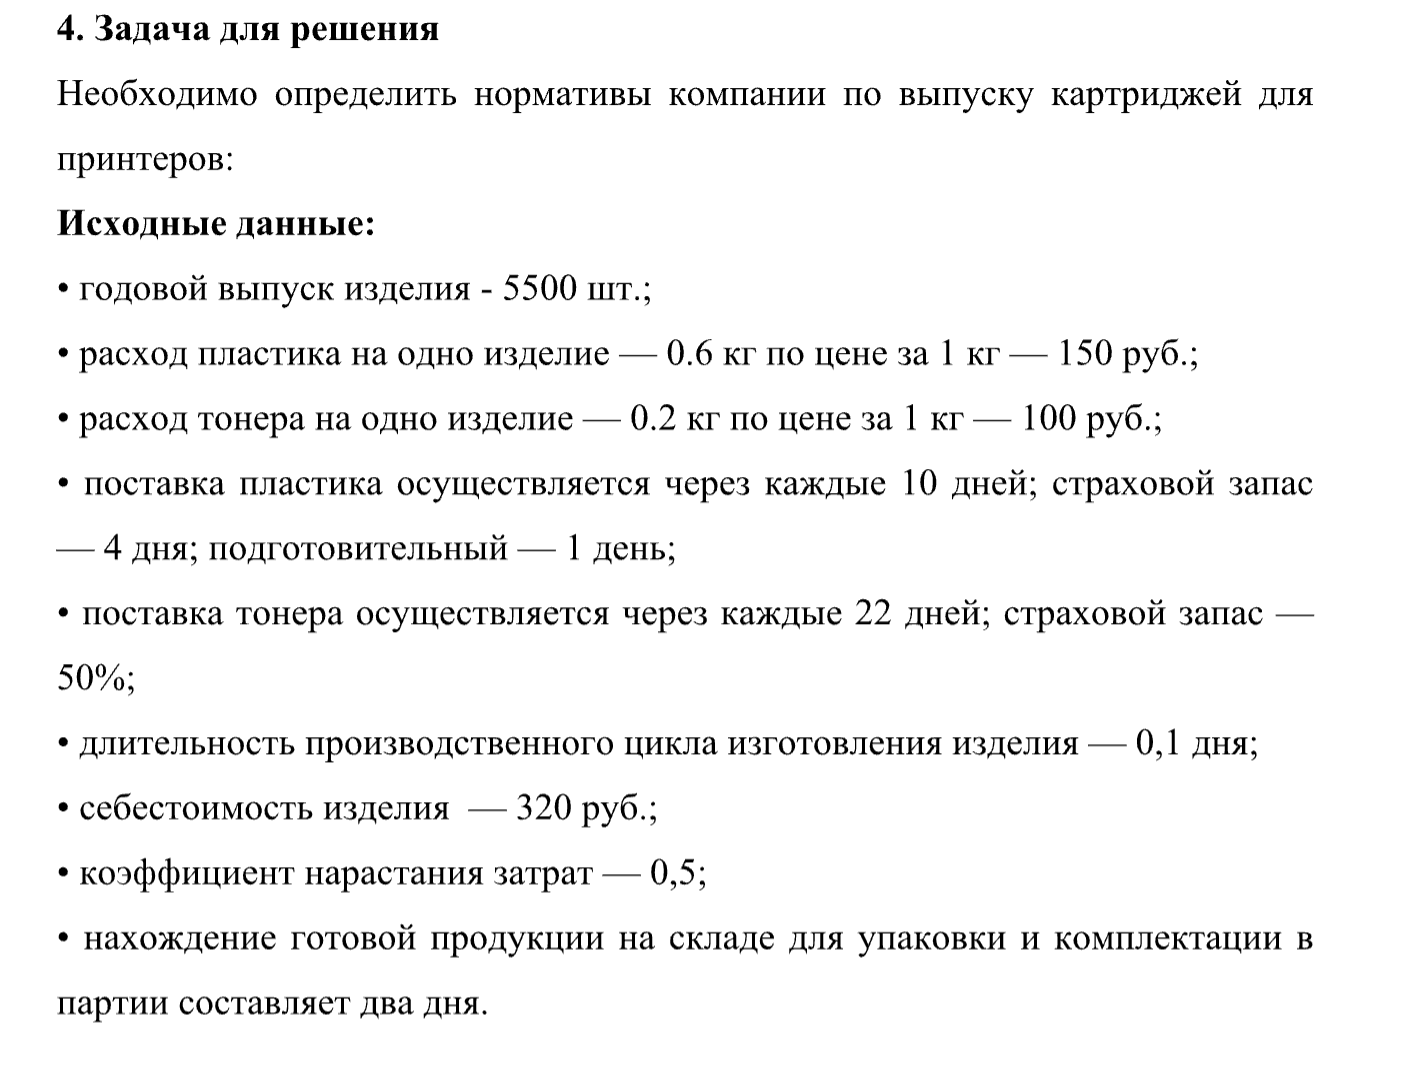 4. Задача для решения
Необходимо определить нормативы компании по выпуску картриджей для
принтеров:
Исходные данные:
• годовой выпуск изделия - 5500 шт.;
• расход пластика на одно изделие — 0.6 кг по цене за 1 кг — 150 руб.;
• расход тонера на одно изделие — 0.2 кг по цене за 1 кг — 100 руб.;
• поставка пластика осуществляется через каждые 10 дней; страховой запас
— 4 дня; подготовительный — 1 день;
• поставка тонера осуществляется через каждые 22 дней; страховой запас —
50%;
• длительность производственного цикла изготовления изделия — 0,1 дня;
• себестоимость изделия — 320 руб.;
• коэффициент нарастания затрат — 0,5;
• нахождение готовой продукции на складе для упаковки и комплектации в
партии составляет два дня.